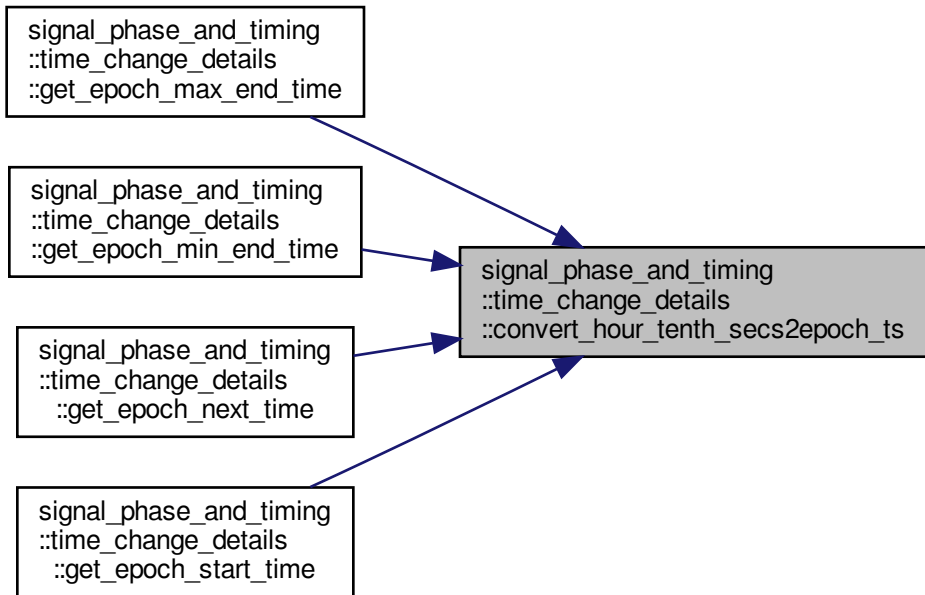 signal_phase_and_timing
::time_change_details
::get_epoch_max_end_time
signal_phase_and_timing
::time_change_details
::get_epoch_min_end_time
signal_phase_and_timing
::time_change_details
::get_epoch_next_time
signal_phase_and_timing
::time_change_details
::get_epoch_start_time
signal_phase_and_timing
::time_change_details
::convert_hour_tenth_secs2epoch_ts